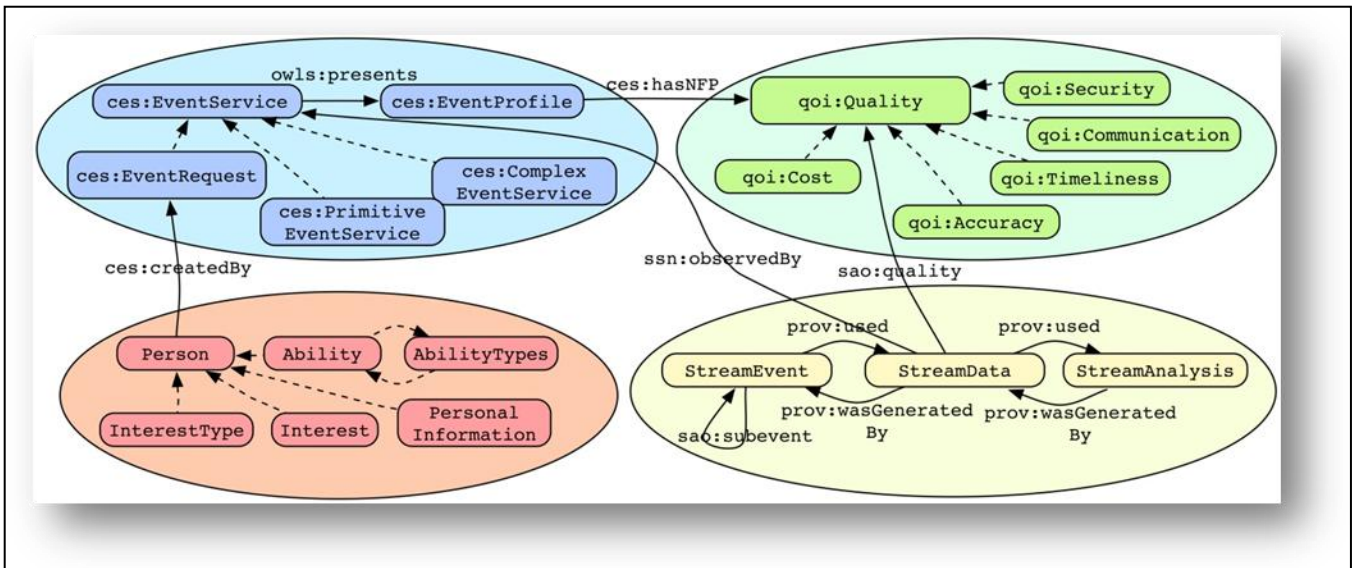 owls:presents
ces:EventService
ces:EventProfile
ces:hasNFP
ces:EventRequest
ces:Complex
EventService
ces:Primitive
EventService
qoi:Quality
qoi:Security
qoi:Communication
qoi:Cost
qoi:Timeliness
qoi:Accuracy
ces:createdBy
ssn:observedBy
sao:quality
Person
Ability
AbilityTypes
InterestType
Interest
Personal
Information
prov:used
prov:used
StreamEvent
StreamData
StreamAnalysis
prov:wasGenerated
By
prov:wasGenerated
By
sao:subevent